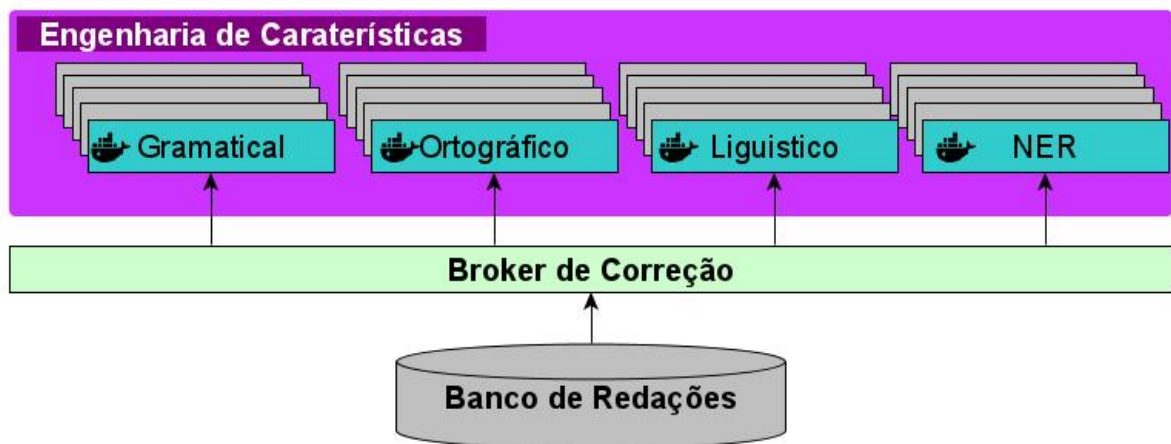 Engenharia de Caraterísticas
Gramatical
Ortográfico
Liguistico
NER
Broker de Correção
Banco de Redações